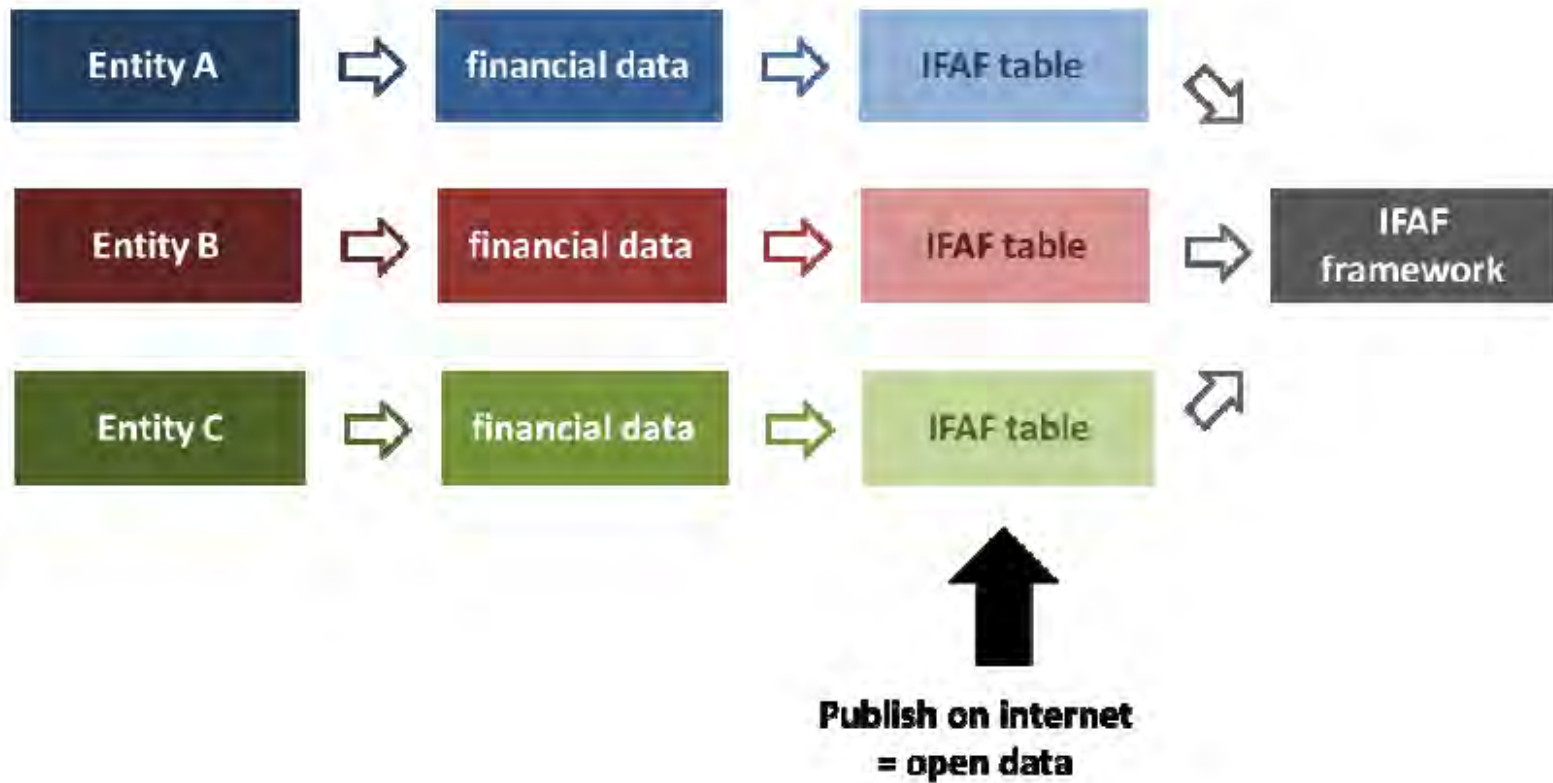 Entity A
financial data
IFAF table
Entity B
financial data
IFAF table
IFAF
framework
Entity C
financial data
IFAF table
Publish on internet
= open data